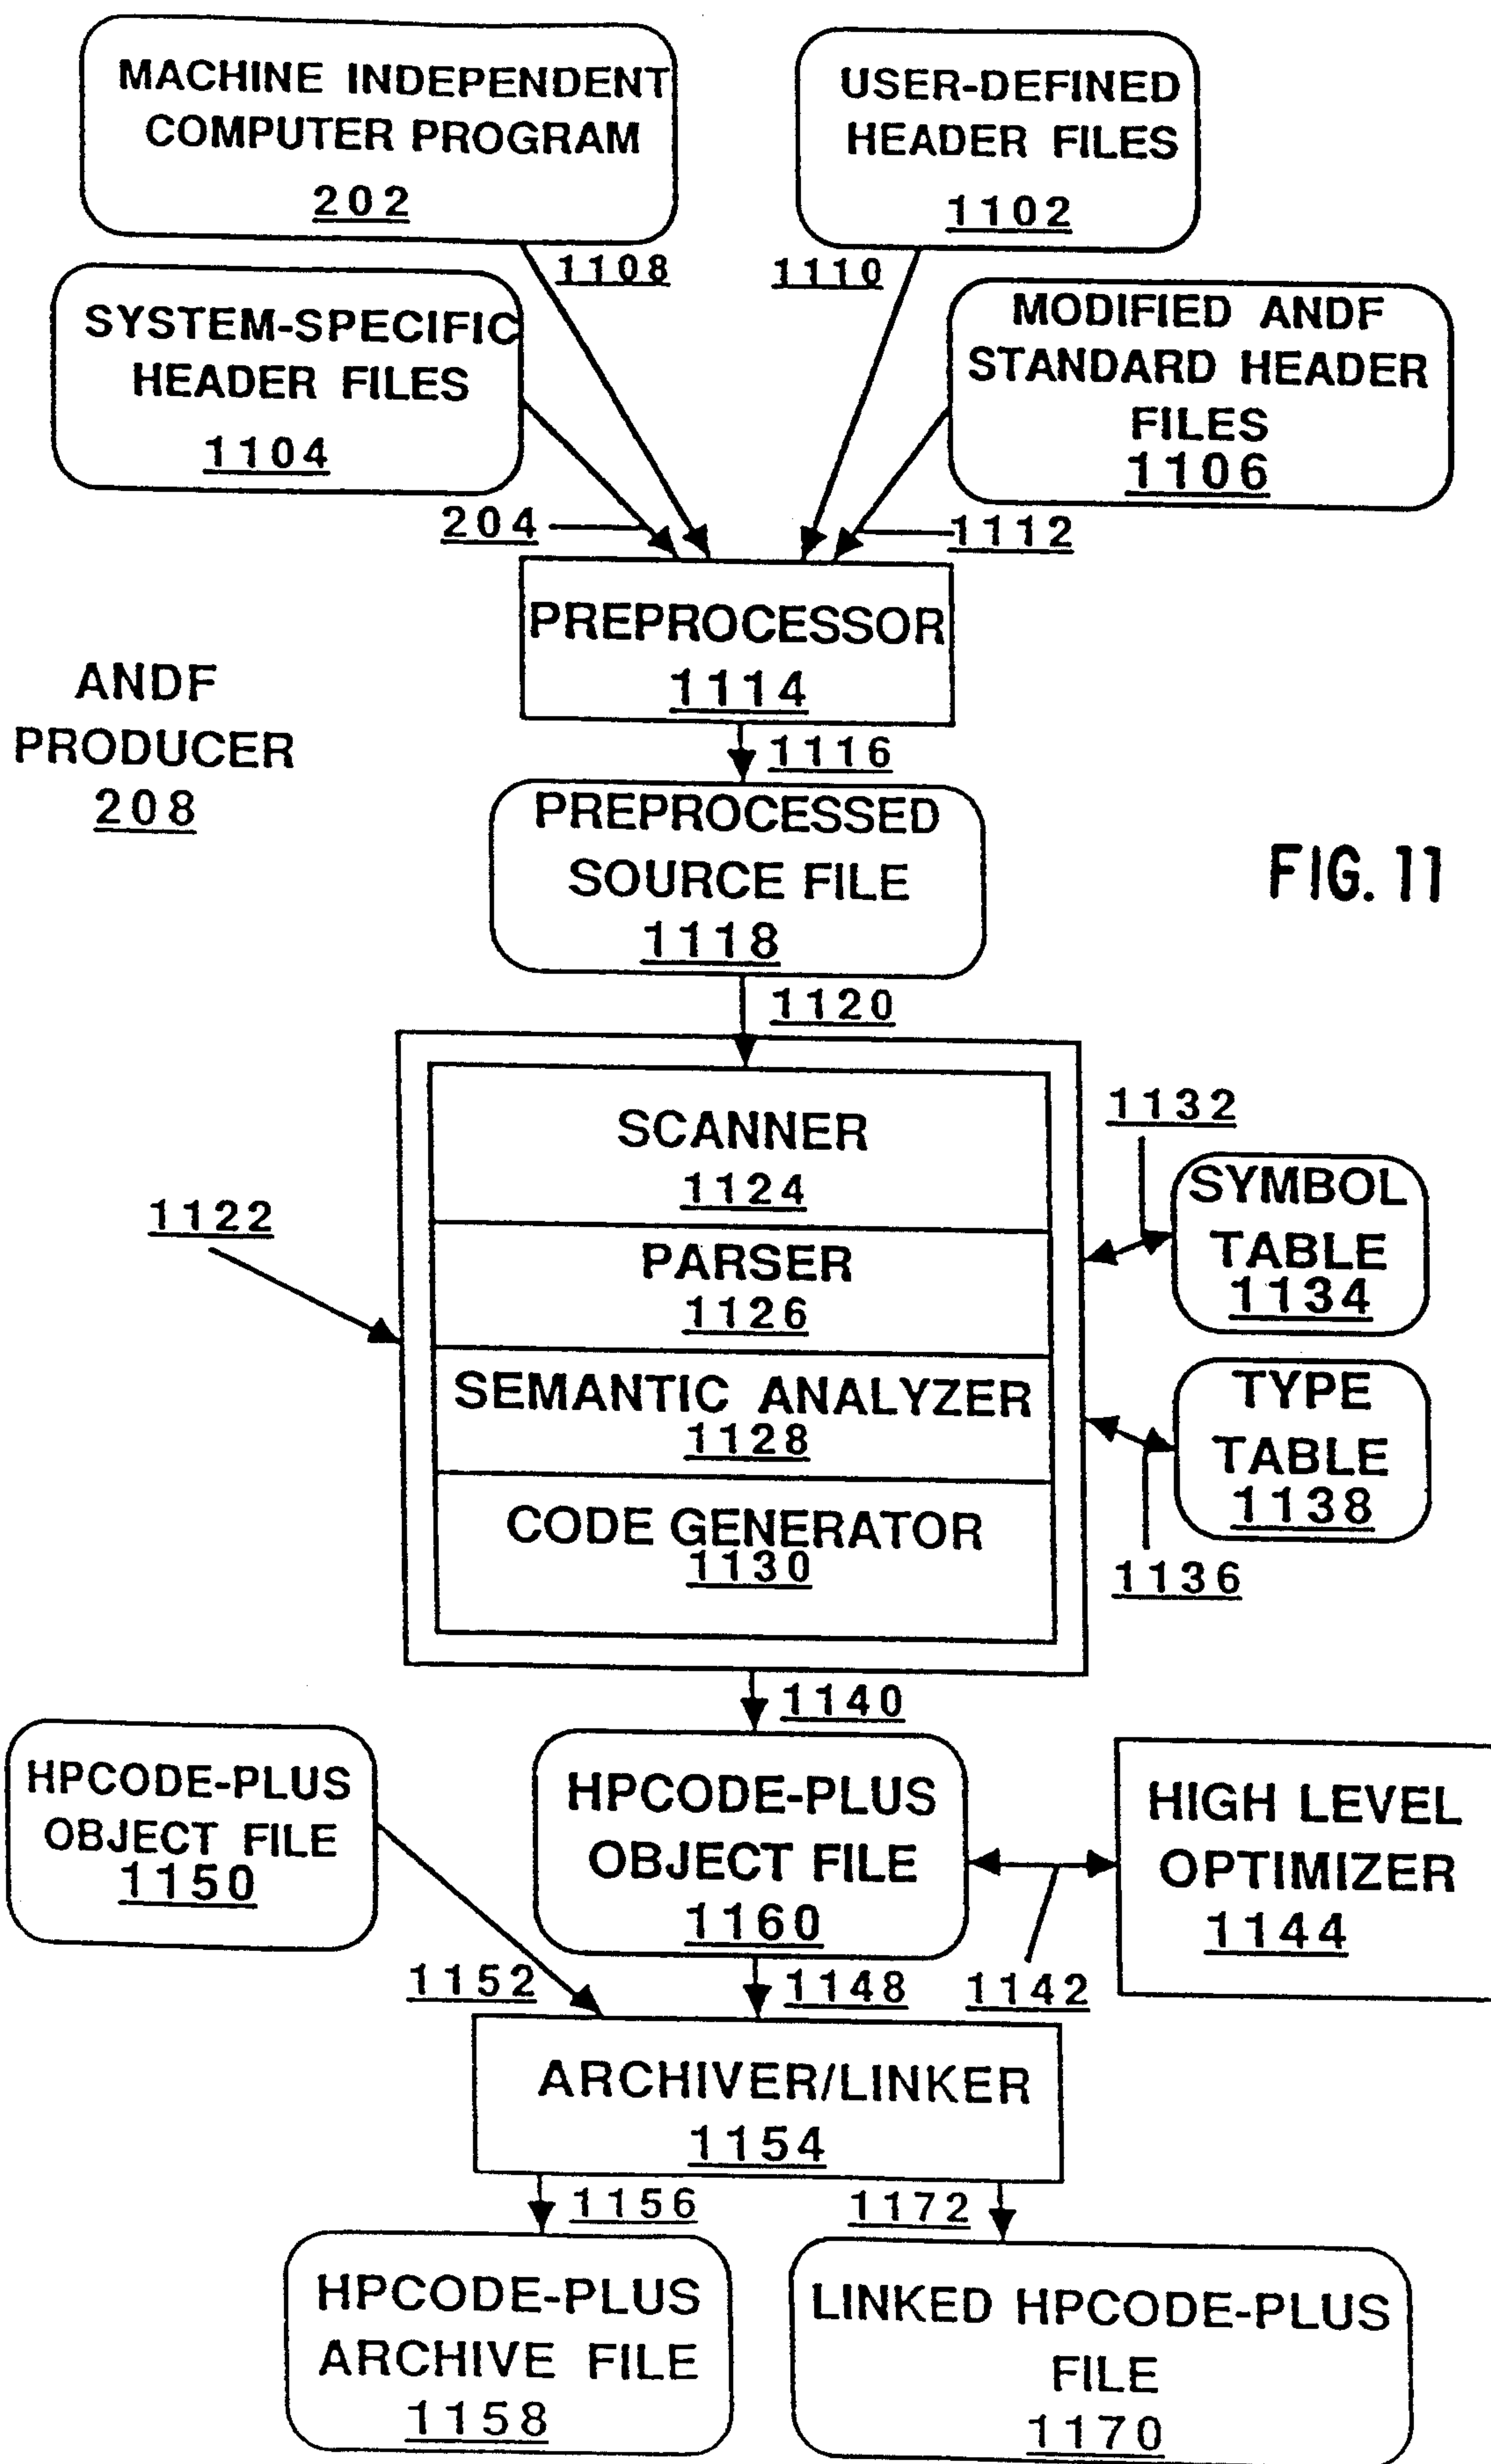 MACHINE INDEPENDENT
COMPUTER PROGRAM
202
USER-DEFINED
HEADER FILES
1102
1108
1110
SYSTEM-SPECIFIC
HEADER FILES
1104
MODIFIED ANDF
STANDARD HEADER
FILES
1106
204
1112
PREPROCESSOR
1114
ANDF
PRODUCER
208
1116
PREPROCESSED
SOURCE FILE
1118
FIG. 11
1120
SCANNER
1124
1132
SYMBOL
TABLE
1134
1122
PARSER
1126
SEMANTIC ANALYZER
1128
TYPE
TABLE
1138
CODE GENERATOR
1130
1136
1140
HPCODE-PLUS
OBJECT FILE
1150
HPCODE-PLUS
OBJECT FILE
1160
HIGH LEVEL
OPTIMIZER
1144
1152
1148
1142
ARCHIVER/LINKER
1154
1156
1172
HPCODE-PLUS
ARCHIVE FILE
1158
LINKED HPCODE-PLUS
FILE
1170